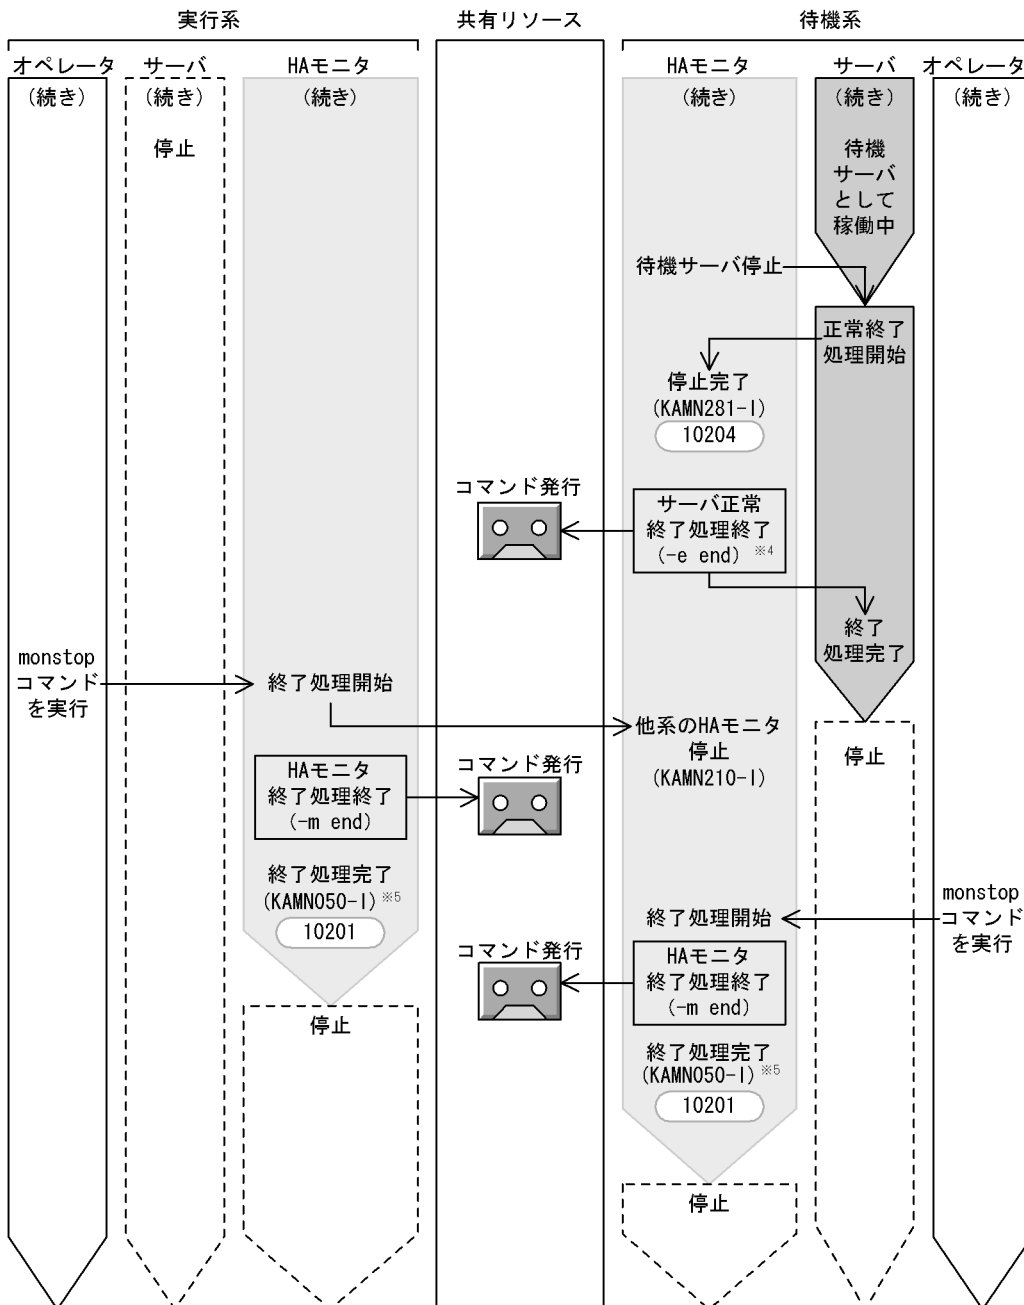 実行系
共有リソース
待機系
オペレータ
(続き)
サーバ
(続き)
HAモニタ
(続き)
HAモニタ
(続き)
サーバ
(続き)
オペレータ
(続き)
停止
待機
サーバ
として
稼働中
待機サーバ停止
正常終了
処理開始
停止完了
(KAMN281-I)
10204
コマンド発行
サーバ正常
終了処理終了
(-e end) ※4
終了
処理完了
monstop
コマンド
を実行
終了処理開始
他系のHAモニタ
停止
(KAMN210-I)
停止
HAモニタ
終了処理終了
(-m end)
コマンド発行
終了処理完了
(KAMN050-I) ※5
10201
停止
monstop
コマンド
を実行
終了処理開始
コマンド発行
HAモニタ
終了処理終了
(-m end)
終了処理完了
(KAMN050-I) ※5
10201
停止